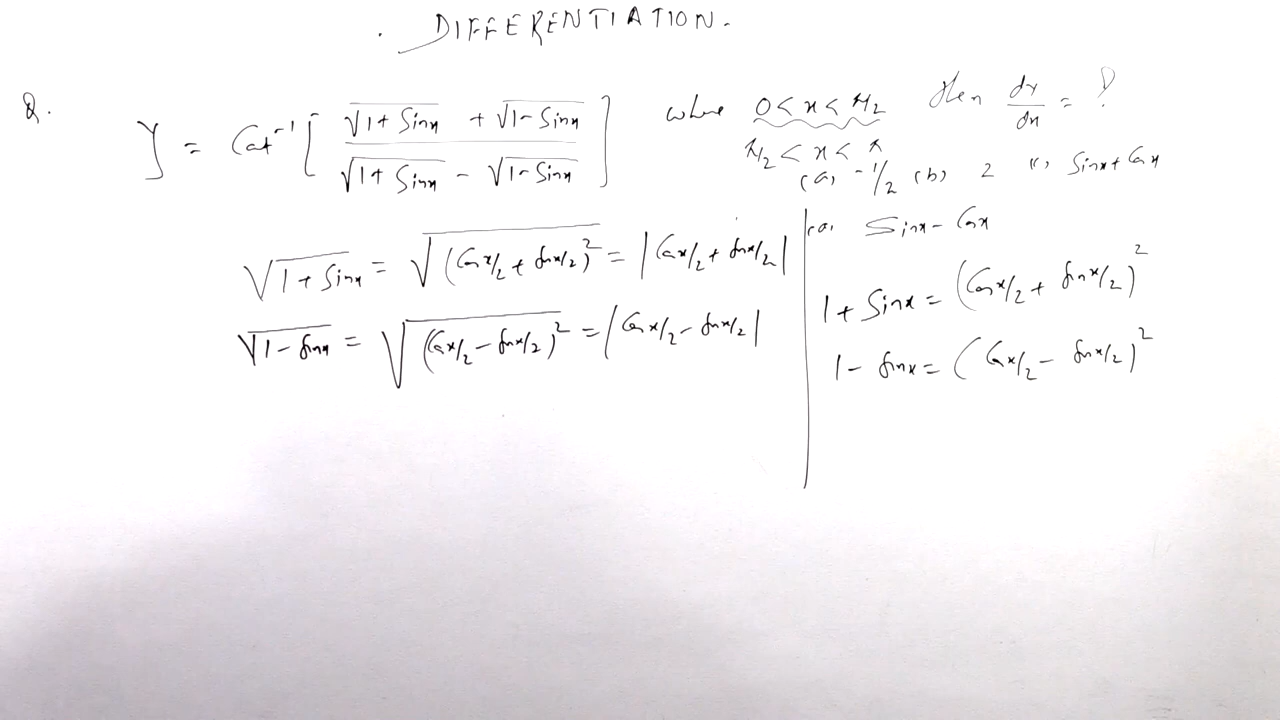 . DIFFERENTIATION.
Q. y = Cot⁻¹ [ (√(1+Sinx) + √(1-Sinx)) / (√(1+Sinx) - √(1-Sinx)) ] where 0<x<π/2 then dy/dx = ?
π/2 < x < π
(a) -1/2 (b) 2 (c) Sinx+Cosx
(d) Sinx-Cosx
√(1+Sinx) = √((Cosx/2 + Sinx/2)²) = |Cosx/2 + Sinx/2|
√(1-Sinx) = √((Cosx/2 - Sinx/2)²) = |Cosx/2 - Sinx/2|
1+Sinx = (Cosx/2 + Sinx/2)²
1-Sinx = (Cosx/2 - Sinx/2)²